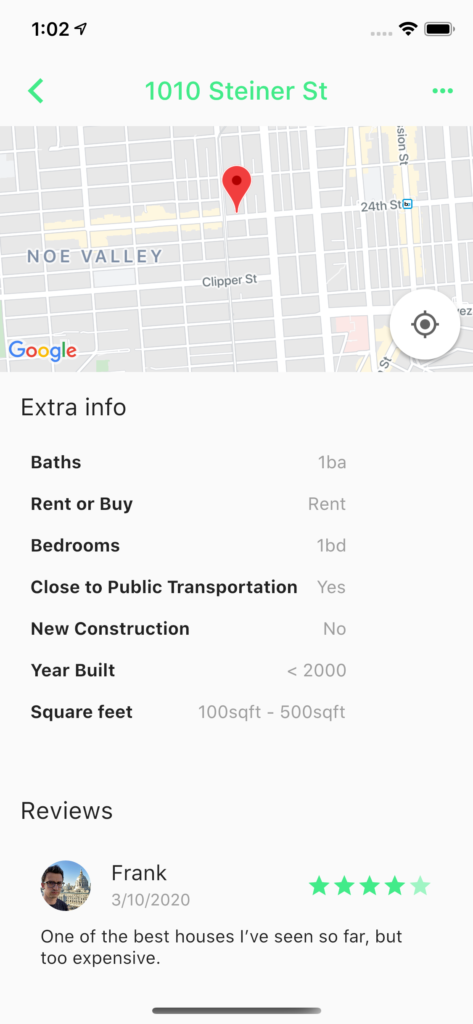 1:02
1010 Steiner St
24th St
NOE VALLEY
Clipper St
Google
Extra info
Baths 1ba
Rent or Buy Rent
Bedrooms 1bd
Close to Public Transportation Yes
New Construction No
Year Built < 2000
Square feet 100sqft - 500sqft
Reviews
Frank
3/10/2020
One of the best houses I've seen so far, but
too expensive.